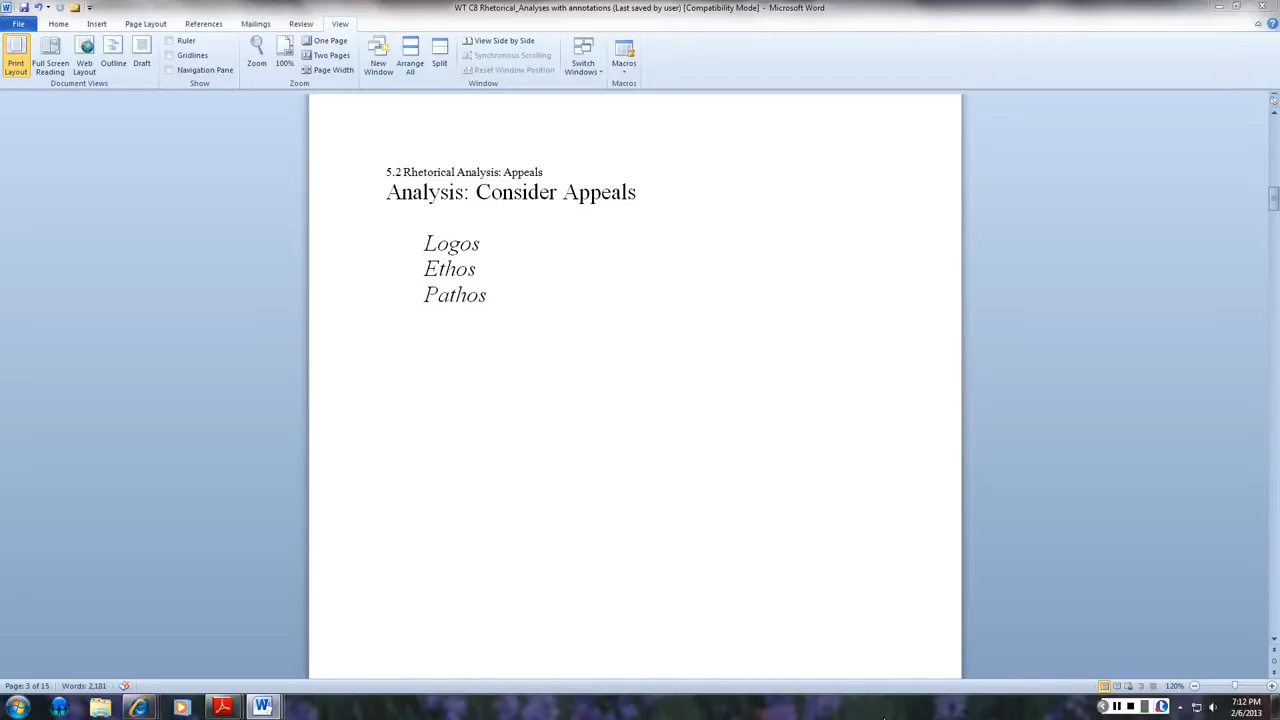 WT C8 Rhetorical_Analyses with annotations (Last saved by user) [Compatibility Mode] - Microsoft Word
File Home Insert Page Layout References Mailings Review View
Print Layout
Full Screen Reading
Web Layout
Outline
Draft
Document Views
Ruler
Gridlines
Navigation Pane
Show
Zoom
100%
One Page
Two Pages
Page Width
Zoom
New Window
Arrange All
Split
View Side by Side
Synchronous Scrolling
Reset Window Position
Window
Switch Windows
Macros
Macros
5.2 Rhetorical Analysis: Appeals
Analysis: Consider Appeals
Logos
Ethos
Pathos
Page: 3 of 15 Words: 2,181
120%
7:12 PM
2/6/2013